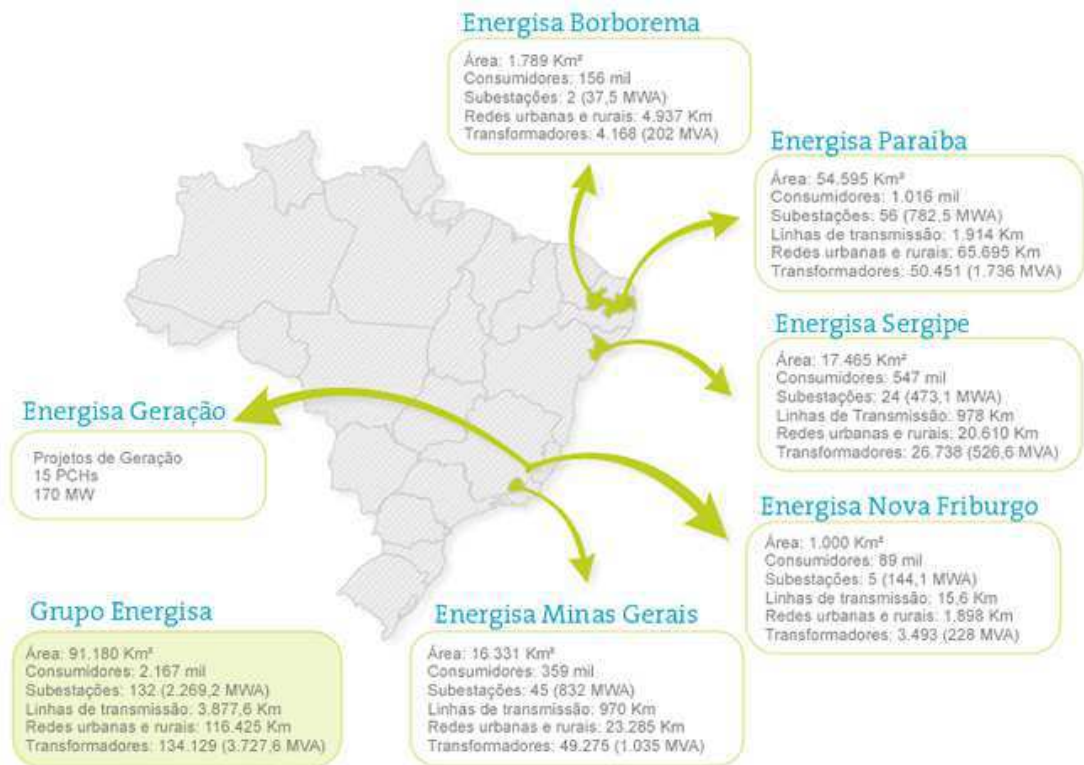 Energisa Borborema
Área: 1.789 Km²
Consumidores: 156 mil
Subestações: 2 (37,5 MWA)
Redes urbanas e rurais: 4.937 Km
Transformadores: 4.168 (202 MVA)
Energisa Paraiba
Área: 54.595 Km²
Consumidores: 1.016 mil
Subestações: 56 (782,5 MWA)
Linhas de transmissão: 1.914 Km
Redes urbanas e rurais: 65.695 Km
Transformadores: 50.451 (1.736 MVA)
Energisa Sergipe
Área: 17.465 Km²
Consumidores: 547 mil
Subestações: 24 (473,1 MWA)
Linhas de Transmissão: 978 Km
Redes urbanas e rurais: 20.610 Km
Transformadores: 26.738 (526,6 MVA)
Energisa Geração
Projetos de Geração
15 PCHs
170 MW
Energisa Nova Friburgo
Área: 1.000 Km²
Consumidores: 89 mil
Subestações: 5 (144,1 MWA)
Linhas de transmissão: 15,6 Km
Redes urbanas e rurais: 1,898 Km
Transformadores: 3.493 (228 MVA)
Grupo Energisa
Área: 91.180 Km²
Consumidores: 2.167 mil
Subestações: 132 (2.269,2 MWA)
Linhas de transmissão: 3.877,6 Km
Redes urbanas e rurais: 116.425 Km
Transformadores: 134.129 (3.727,6 MVA)
Energisa Minas Gerais
Área: 16.331 Km²
Consumidores: 359 mil
Subestações: 45 (832 MWA)
Linhas de transmissão: 970 Km
Redes urbanas e rurais: 23.285 Km
Transformadores: 49.275 (1.035 MVA)